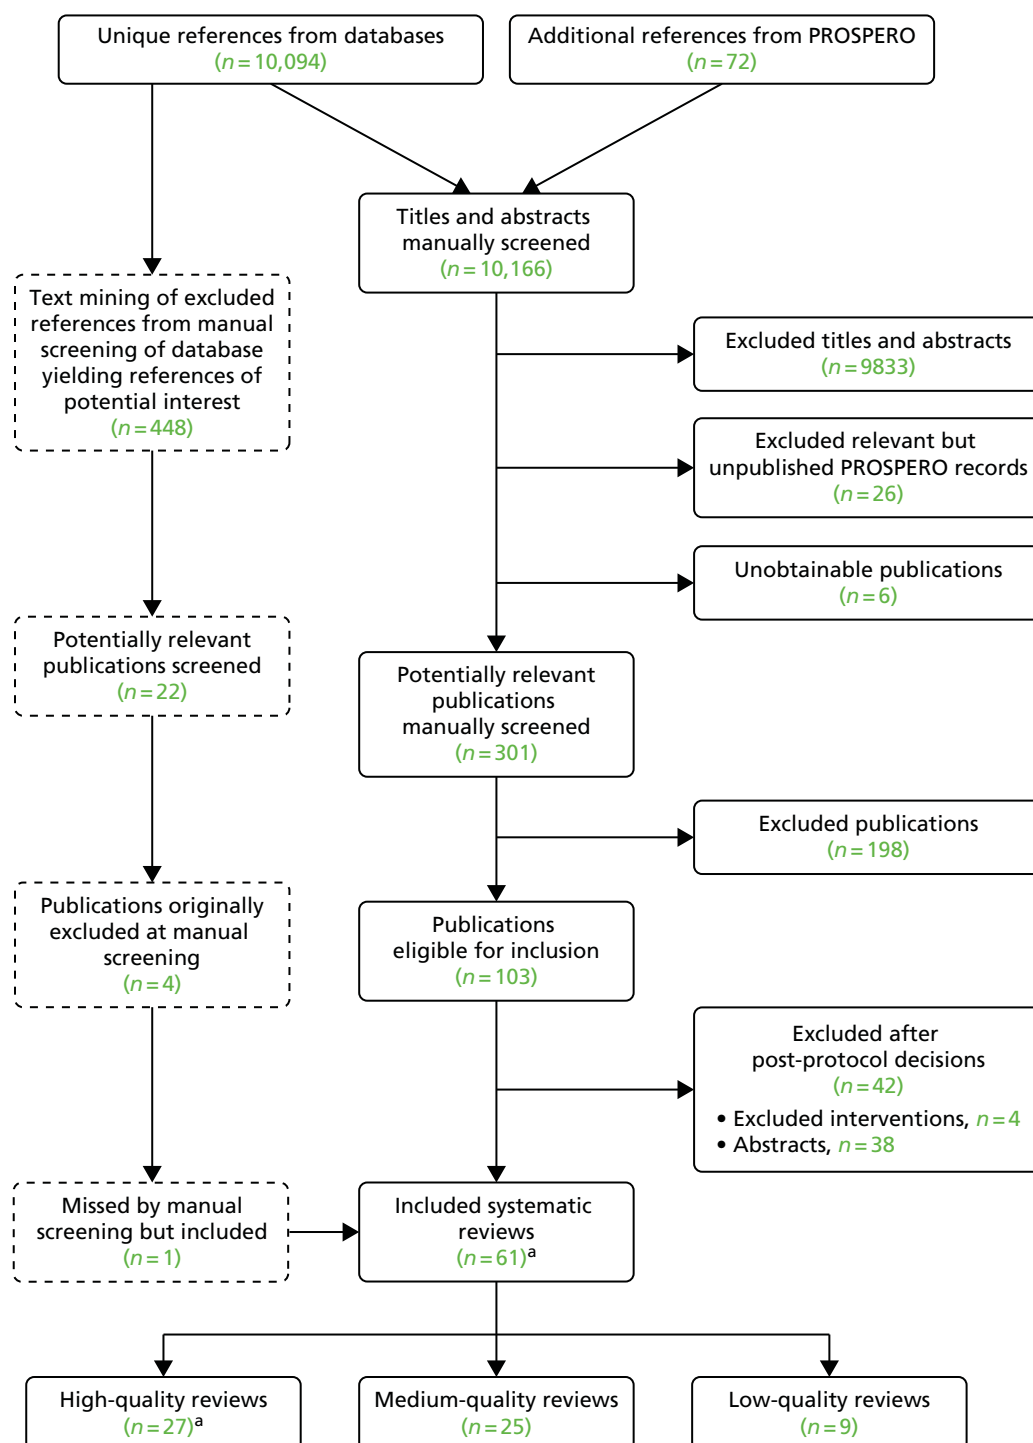 Unique references from databases
(n = 10,094)
Additional references from PROSPERO
(n = 72)
Titles and abstracts
manually screened
(n = 10,166)
Text mining of excluded
references from manual
screening of database
yielding references of
potential interest
(n = 448)
Excluded titles and abstracts
(n = 9833)
Excluded relevant but
unpublished PROSPERO records
(n = 26)
Unobtainable publications
(n = 6)
Potentially relevant
publications screened
(n = 22)
Potentially relevant
publications
manually screened
(n = 301)
Excluded publications
(n = 198)
Publications originally
excluded at manual
screening
(n = 4)
Publications
eligible for inclusion
(n = 103)
Excluded after
post-protocol decisions
(n = 42)
• Excluded interventions, n = 4
• Abstracts, n = 38
Missed by manual
screening but included
(n = 1)
Included systematic
reviews
(n = 61)a
High-quality reviews
(n = 27)a
Medium-quality reviews
(n = 25)
Low-quality reviews
(n = 9)